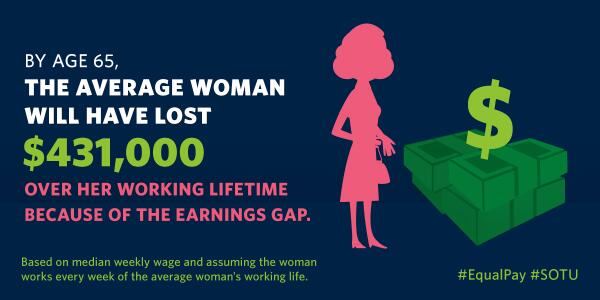 BY AGE 65,
THE AVERAGE WOMAN
WILL HAVE LOST
$431,000
OVER HER WORKING LIFETIME
BECAUSE OF THE EARNINGS GAP.
Based on median weekly wage and assuming the woman
works every week of the average woman's working life.
$
#EqualPay #SOTU